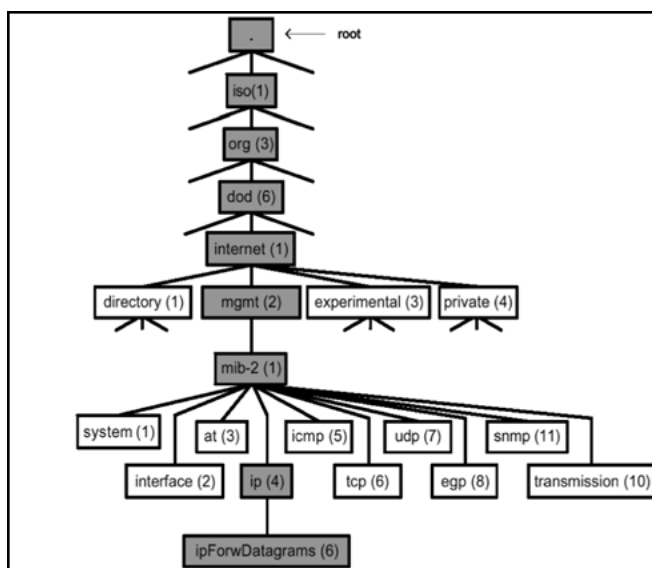 . root
iso(1)
org (3)
dod (6)
internet (1)
directory (1) mgmt (2) experimental (3) private (4)
mib-2 (1)
system (1) at (3) icmp (5) udp (7) snmp (11)
interface (2) ip (4) tcp (6) egp (8) transmission (10)
ipForwDatagrams (6)